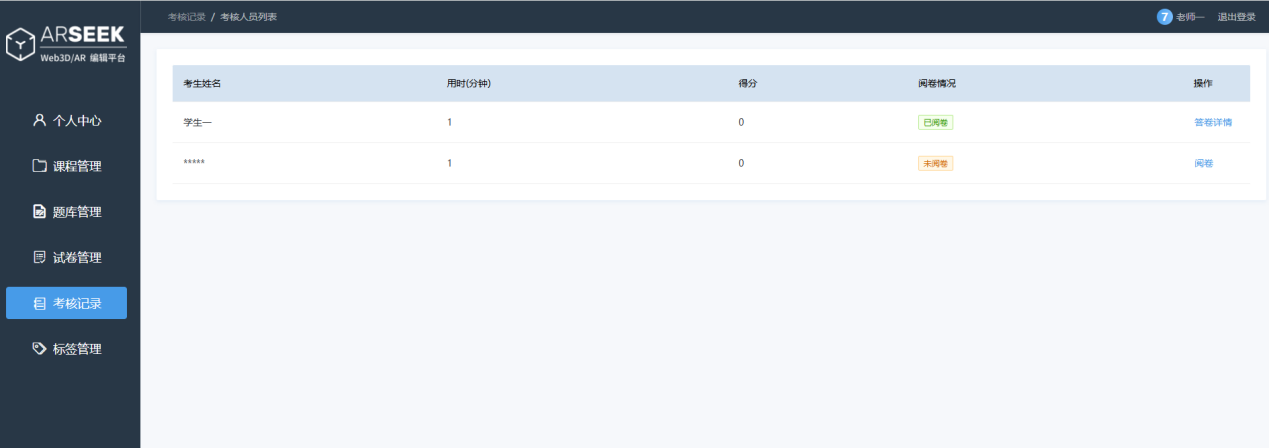 ARSEEK
Web3D/AR 编辑平台
考核记录 / 考核人员列表
7 老师一 退出登录
个人中心
课程管理
题库管理
试卷管理
考核记录
标签管理
考生姓名 用时(分钟) 得分 阅卷情况 操作
学生一 1 0 已阅卷 答卷详情
***** 1 0 未阅卷 阅卷